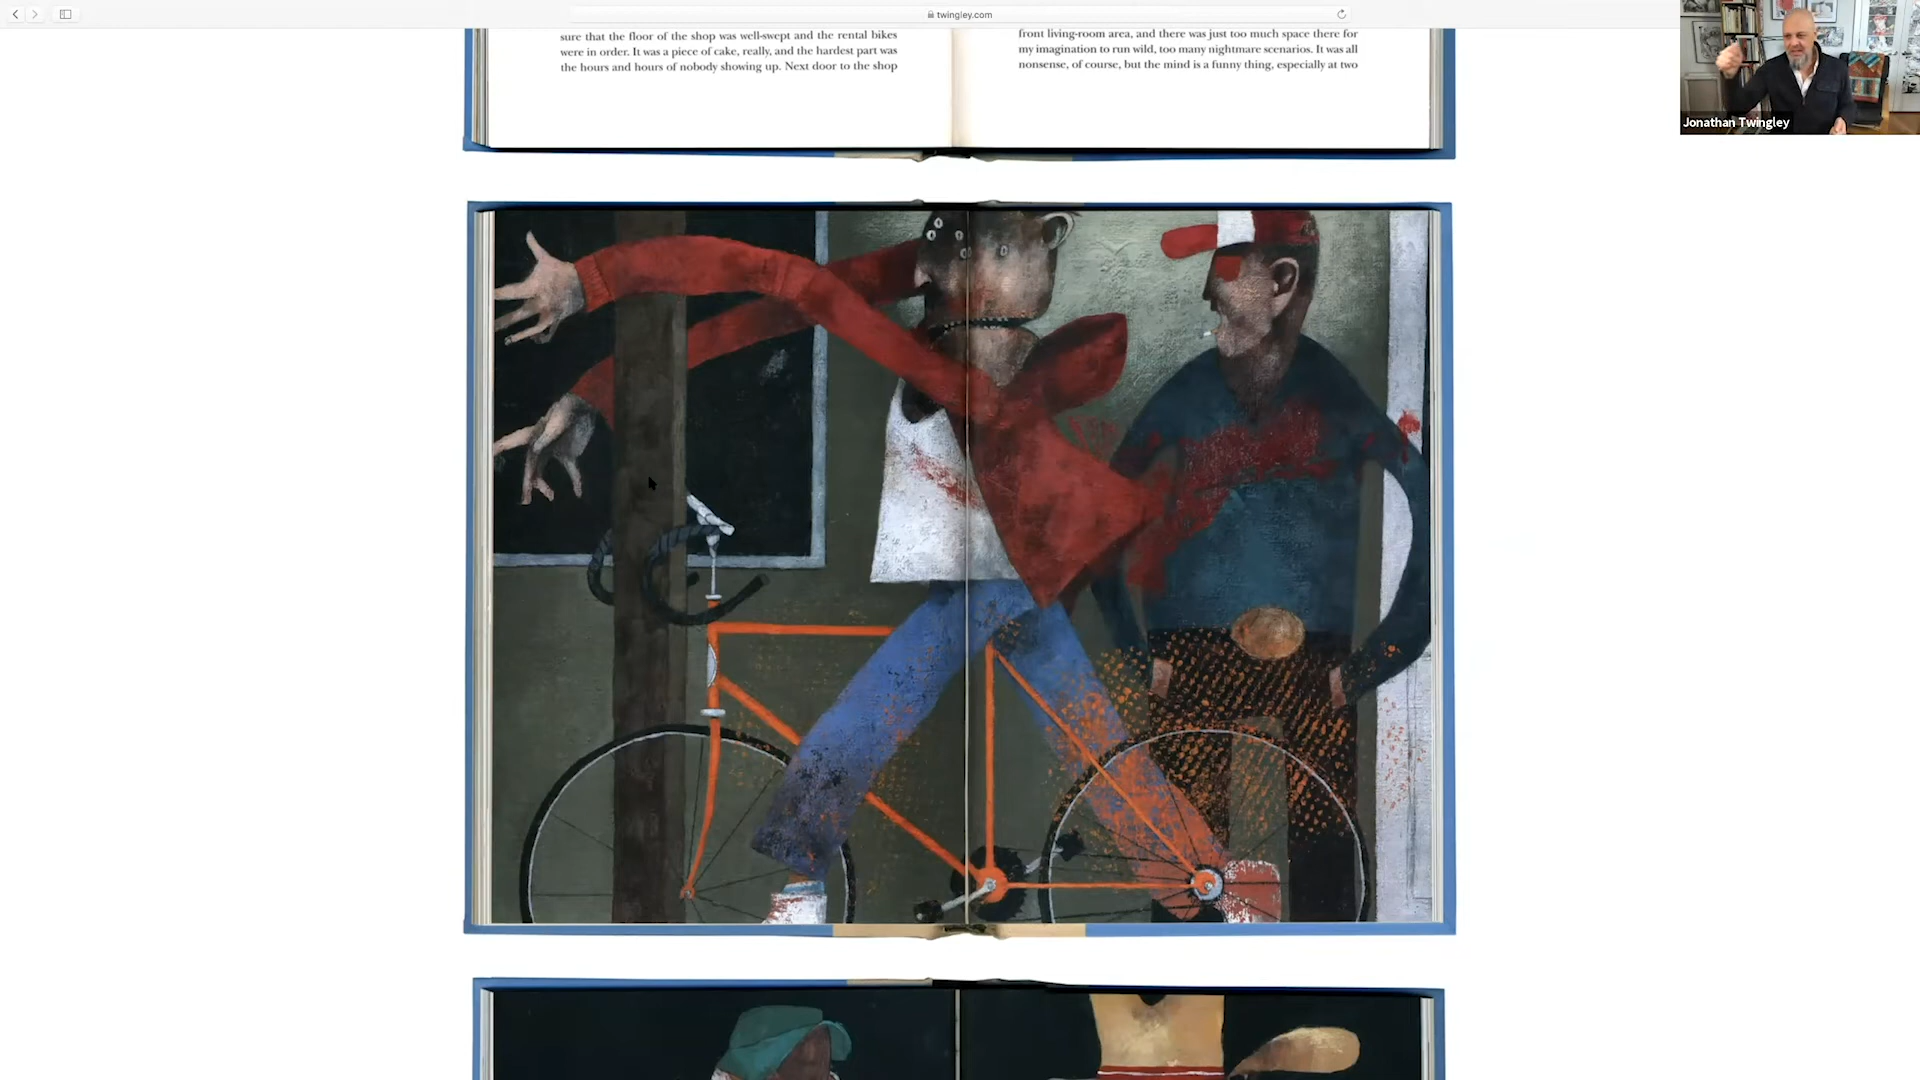 twingley.com
sure that the floor of the shop was well-swept and the rental bikes
were in order. It was a piece of cake, really, and the hardest part was
the hours and hours of nobody showing up. Next door to the shop
front living-room area, and there was just too much space there for
my imagination to run wild, too many nightmare scenarios. It was all
nonsense, of course, but the mind is a funny thing, especially at two
Jonathan Twingley